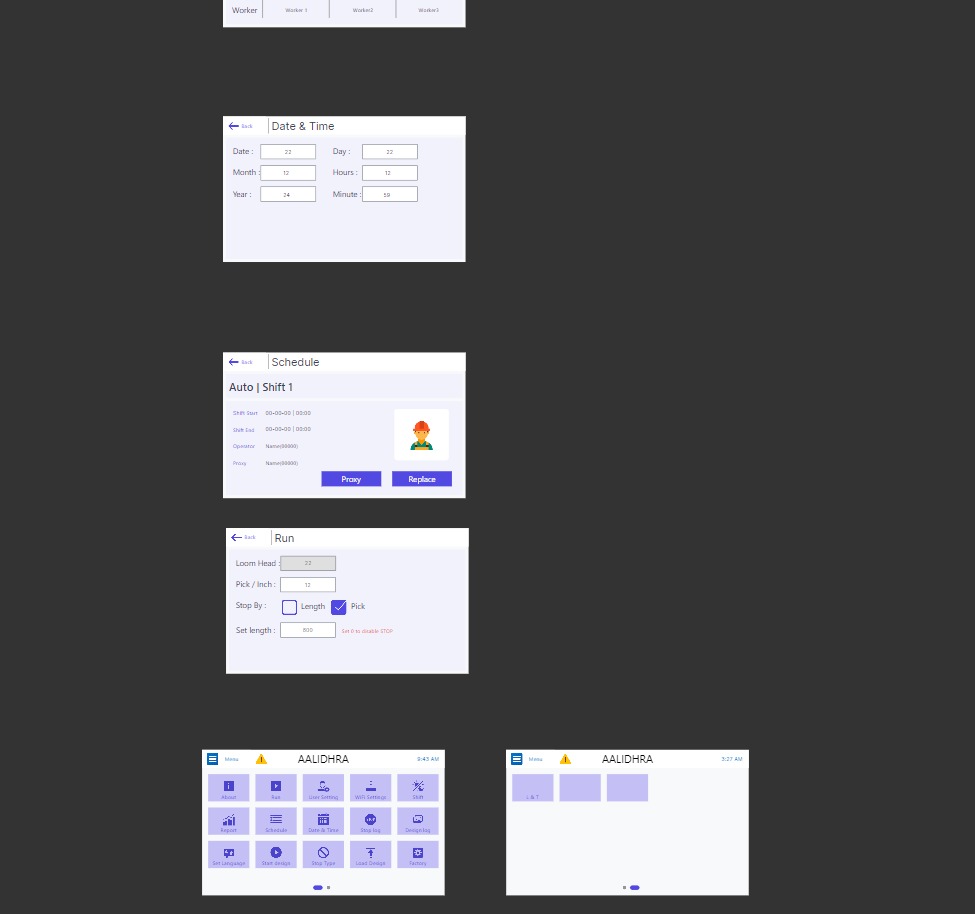 Worker Worker 1 Worker2 Worker3
Back Date & Time
Date : 22 Day : 22
Month : 12 Hours : 12
Year : 24 Minute : 59
Back Schedule
Auto | Shift 1
Shift Start 00-00-00 | 00:00
Shift End 00-00-00 | 00:00
Operator Name(00000)
Proxy Name(00000)
Proxy Replace
Back Run
Loom Head : 22
Pick / Inch : 12
Stop By : Length Pick
Set length : 800 Set 0 to disable STOP
Menu AALIDHRA 9:43 AM
About Run User Setting WiFi Settings Shift
Report Schedule Date & Time Stop log Design log
Set Language Start design Stop Type Load Design Factory
Menu AALIDHRA 3:27 AM
L & T